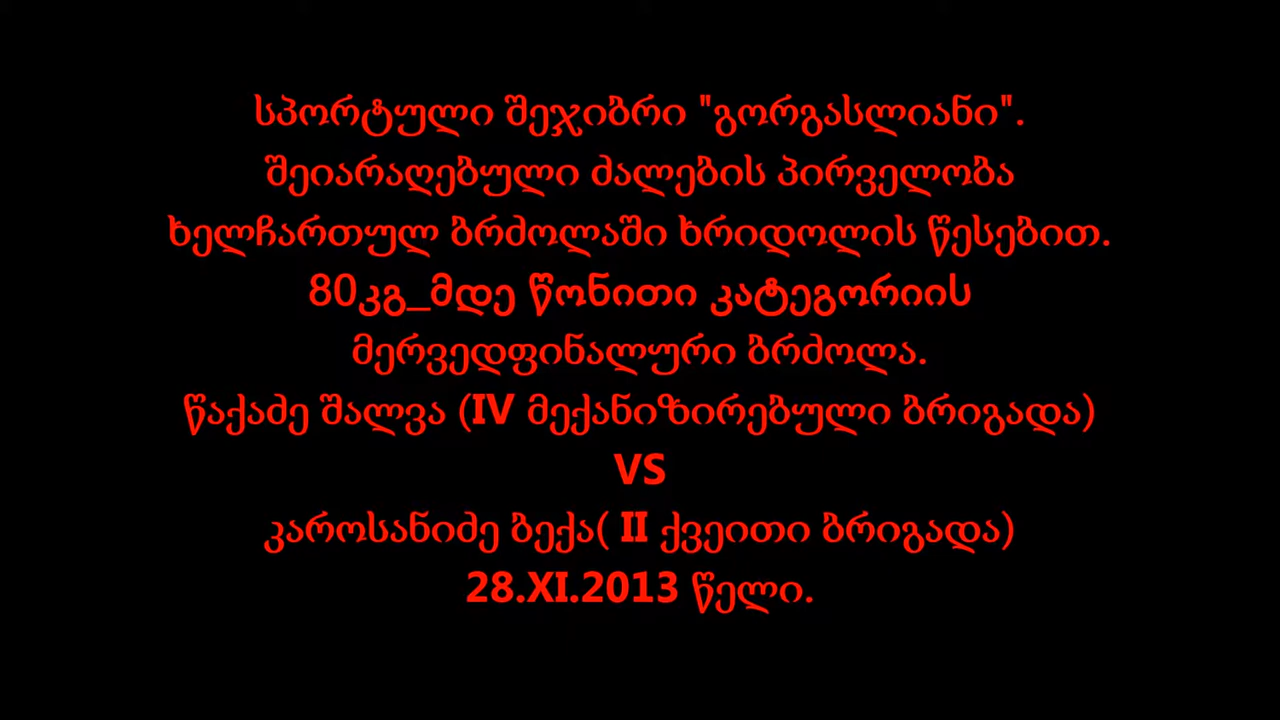 სპორტული შეჯიბრი "გორგასლიანი".
შეიარაღებული ძალების პირველობა
ხელჩართულ ბრძოლაში ხრიდოლის წესებით.
80კგ_მდე წონითი კატეგორიის
მერვედფინალური ბრძოლა.
წაქაძე შალვა (IV მექანიზირებული ბრიგადა)
VS
კაროსანიძე ბექა( II ქვეითი ბრიგადა)
28.XI.2013 წელი.